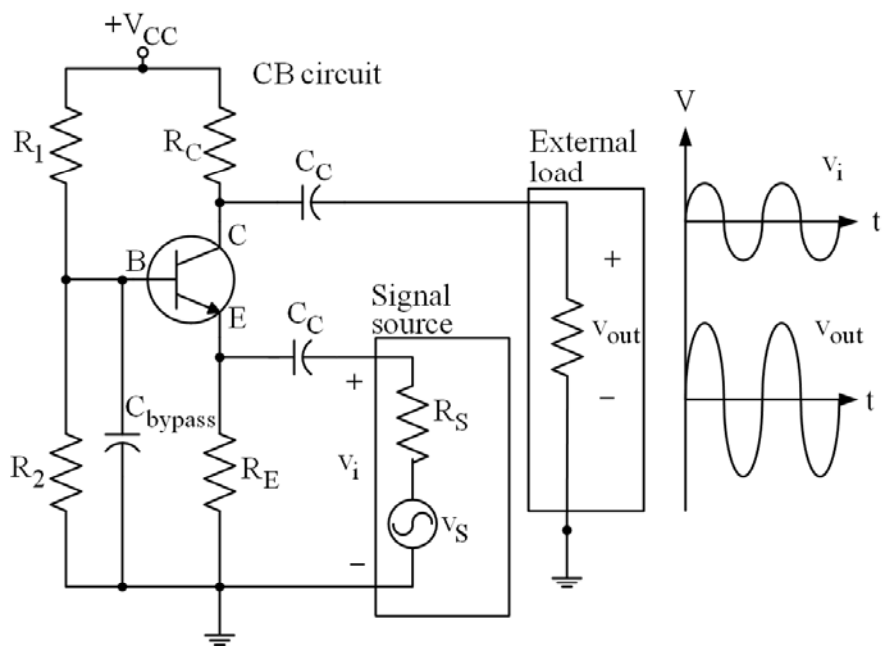 +VCC
CB circuit
V
R1
RC
External
load
CC
vi
t
C
B
+
Signal
source
E
CC
vout
vout
+
RS
−
t
Cbypass
R2
RE
vi
vS
−